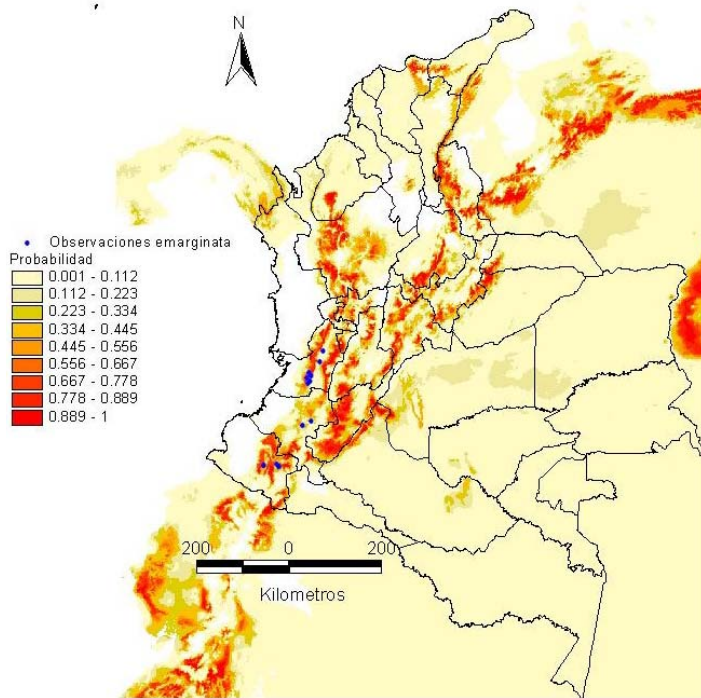 N
Observaciones emarginata
Probabilidad
0.001 - 0.112
0.112 - 0.223
0.223 - 0.334
0.334 - 0.445
0.445 - 0.556
0.556 - 0.667
0.667 - 0.778
0.778 - 0.889
0.889 - 1
200 0 200
Kilometros